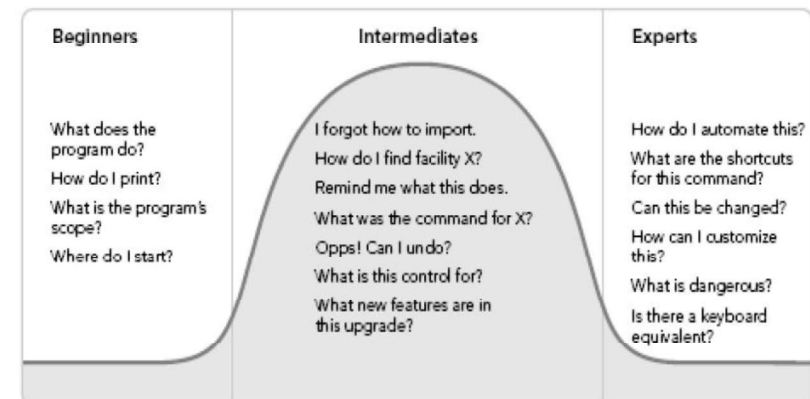 Beginners
Intermediates
Experts
What does the
program do?
How do I print?
What is the program's
scope?
Where do I start?
I forgot how to import.
How do I find facility X?
Remind me what this does.
What was the command for X?
Opps! Can I undo?
What is this control for?
What new features are in
this upgrade?
How do I automate this?
What are the shortcuts
for this command?
Can this be changed?
How can I customize
this?
What is dangerous?
Is there a keyboard
equivalent?